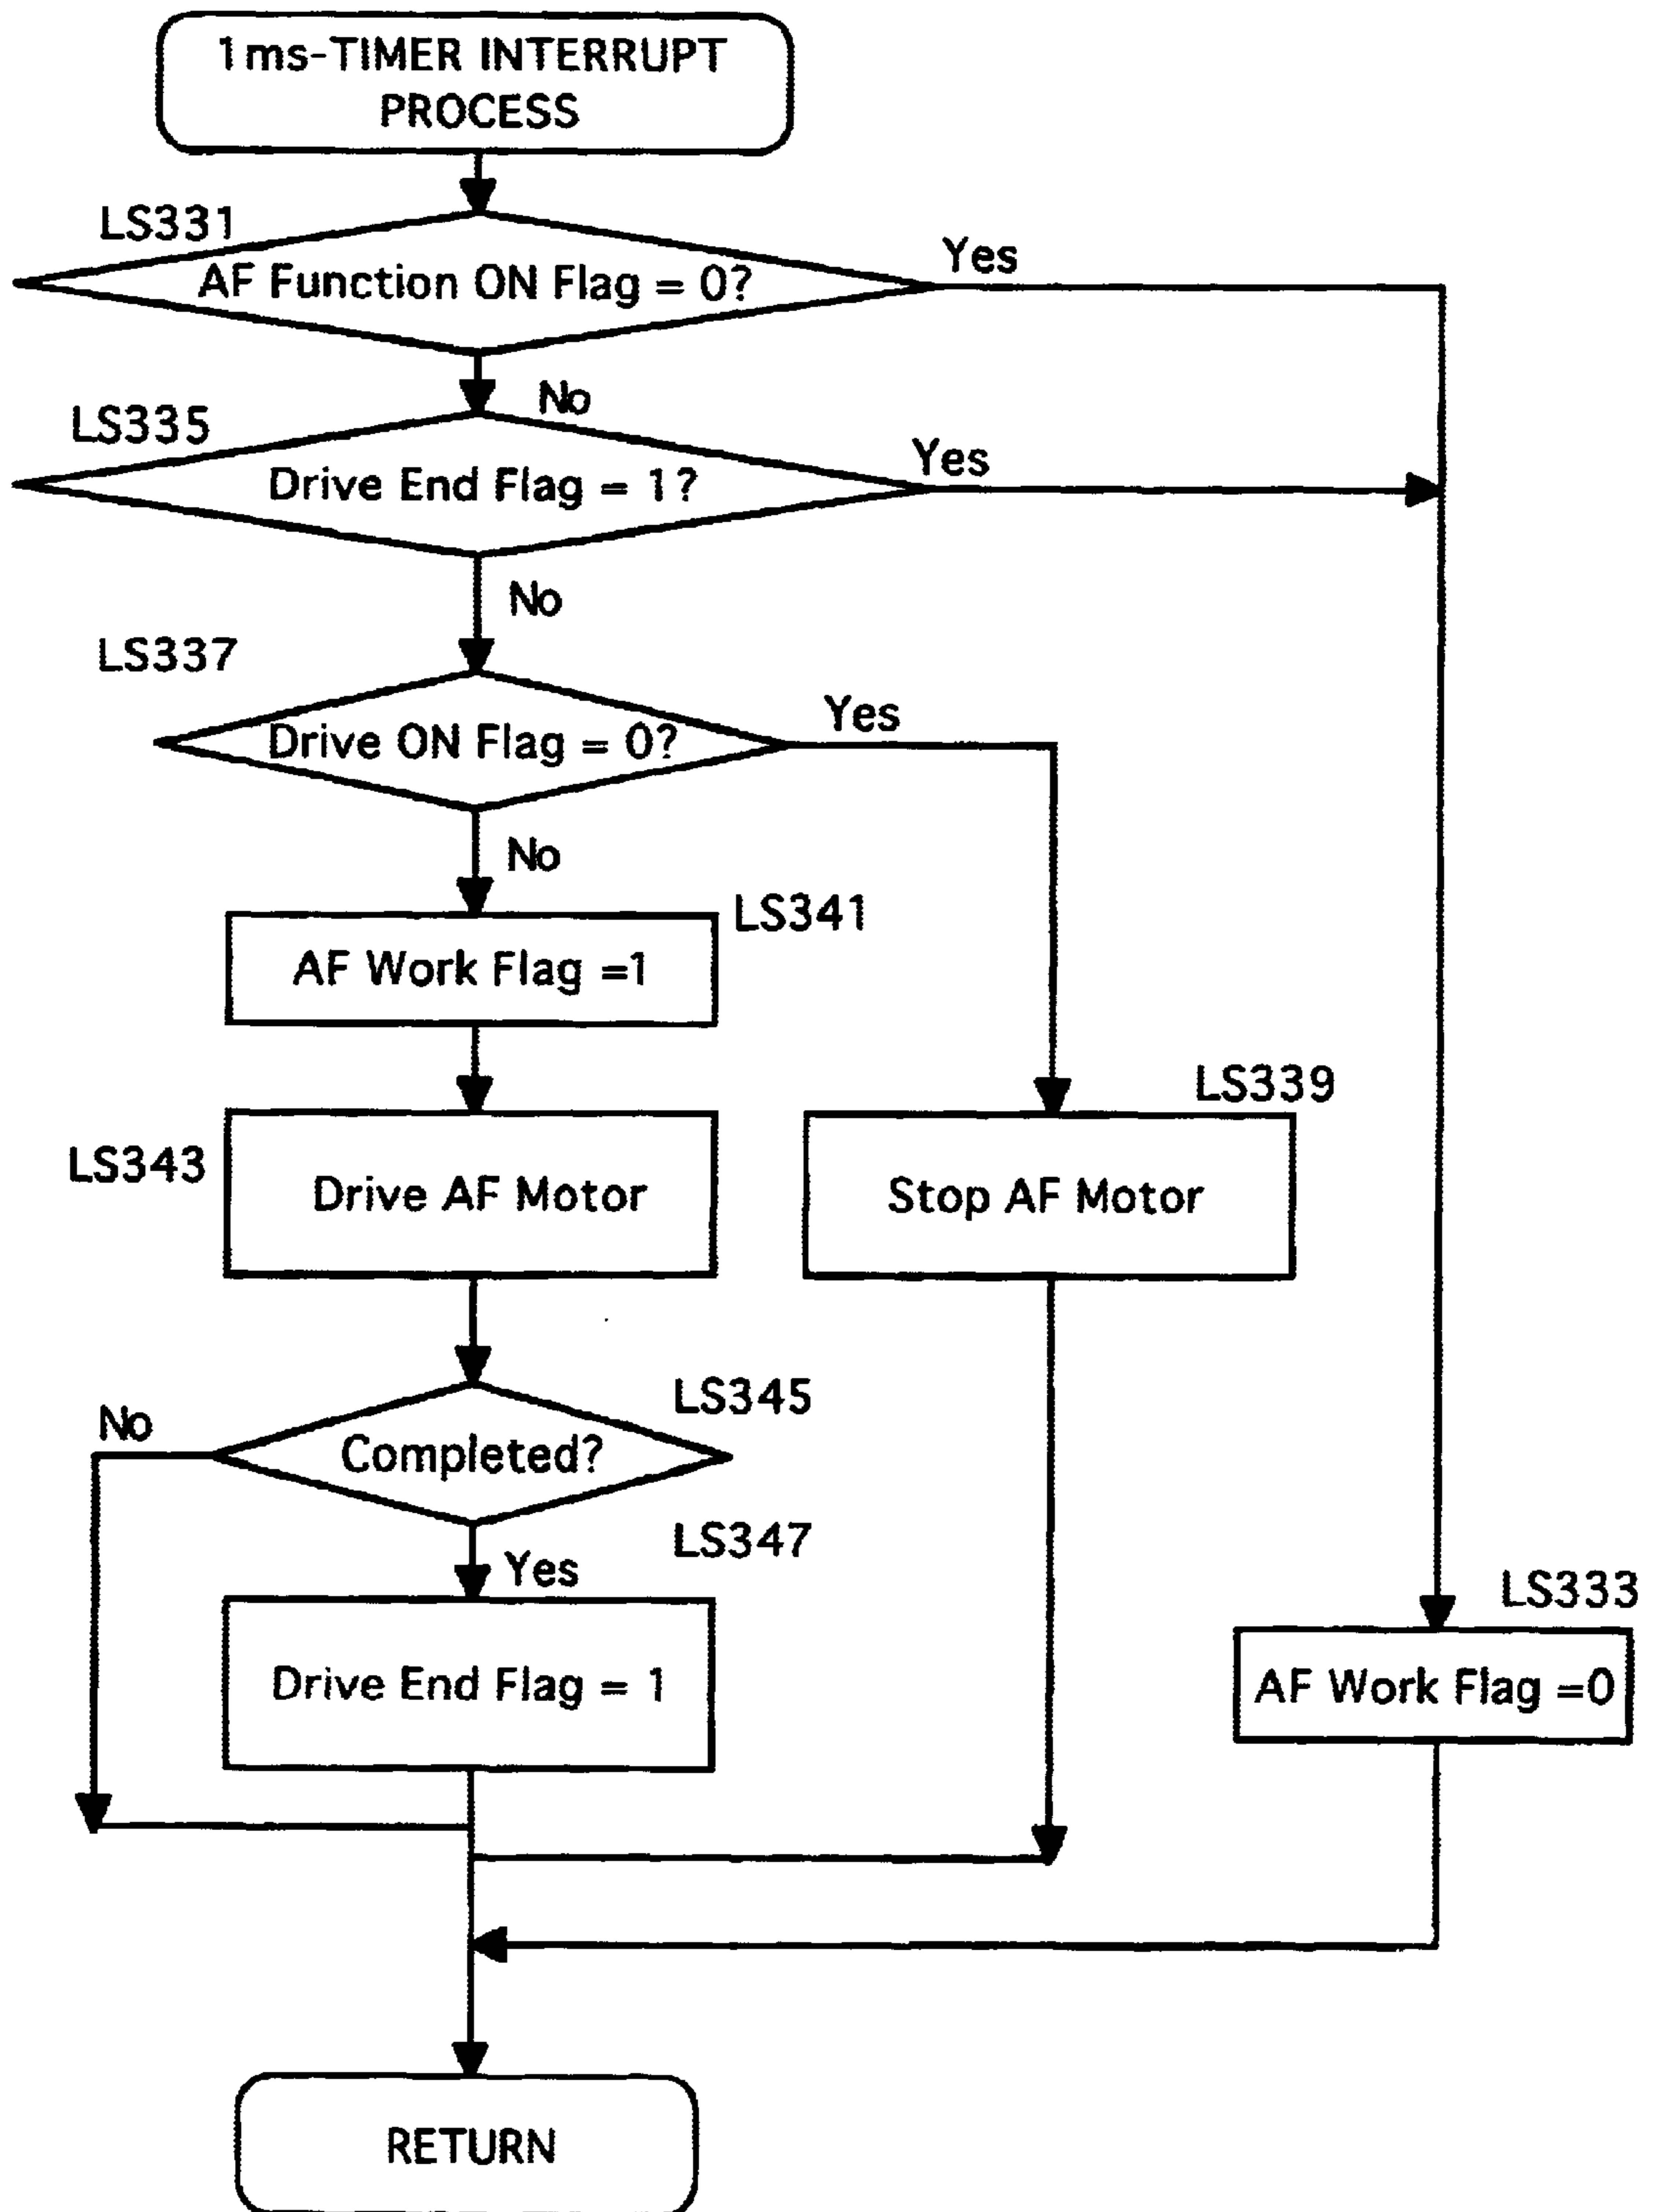 1ms-TIMER INTERRUPT
PROCESS
LS331
AF Function ON Flag = 0?
Yes
No
LS335
Drive End Flag = 1?
Yes
No
LS337
Drive ON Flag = 0?
Yes
No
LS341
AF Work Flag =1
LS339
LS343
Drive AF Motor
Stop AF Motor
LS345
No
Completed?
LS347
Yes
LS333
Drive End Flag = 1
AF Work Flag =0
RETURN